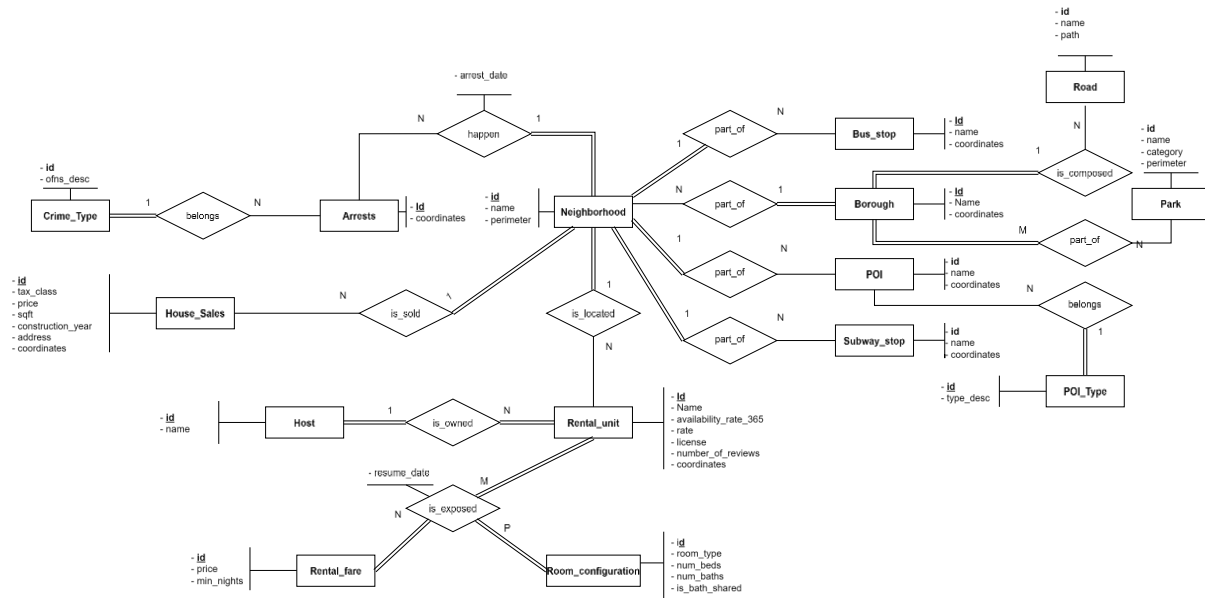 - id
- name
- path
Road
- arrest_date
N
happen
1
part_of
N
1
Bus_stop
- Id
- name
- coordinates
N
1
is_composed
- id
- name
- category
- perimeter
Park
- id
- ofns_desc
Crime_Type
1
belongs
N
Arrests
- Id
- coordinates
- id
- name
- perimeter
Neighborhood
N
part_of
1
Borough
- Id
- Name
- coordinates
M
part_of
N
1
part_of
N
POI
- id
- name
- coordinates
N
belongs
1
- id
- tax_class
- price
- sqft
- construction_year
- address
- coordinates
House_Sales
N
is_sold
1
1
is_located
N
1
part_of
N
Subway_stop
- id
- name
- coordinates
- id
- type_desc
POI_Type
- id
- name
Host
1
is_owned
N
Rental_unit
- Id
- Name
- availability_rate_365
- rate
- license
- number_of_reviews
- coordinates
- resume_date
M
is_exposed
N
P
- id
- price
- min_nights
Rental_fare
Room_configuration
- id
- room_type
- num_beds
- num_baths
- is_bath_shared